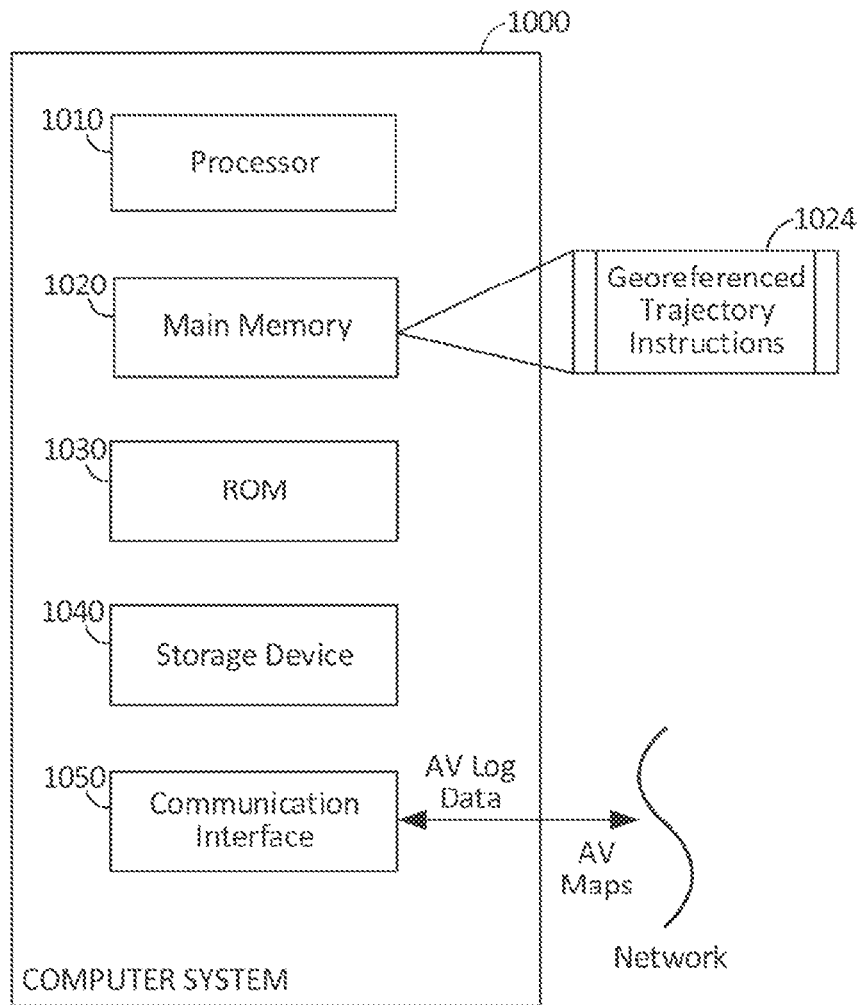 1000
1010
Processor
1024
Georeferenced
Trajectory
Instructions
1020
Main Memory
1030
ROM
1040
Storage Device
1050
Communication
Interface
AV Log
Data
AV
Maps
Network
COMPUTER SYSTEM